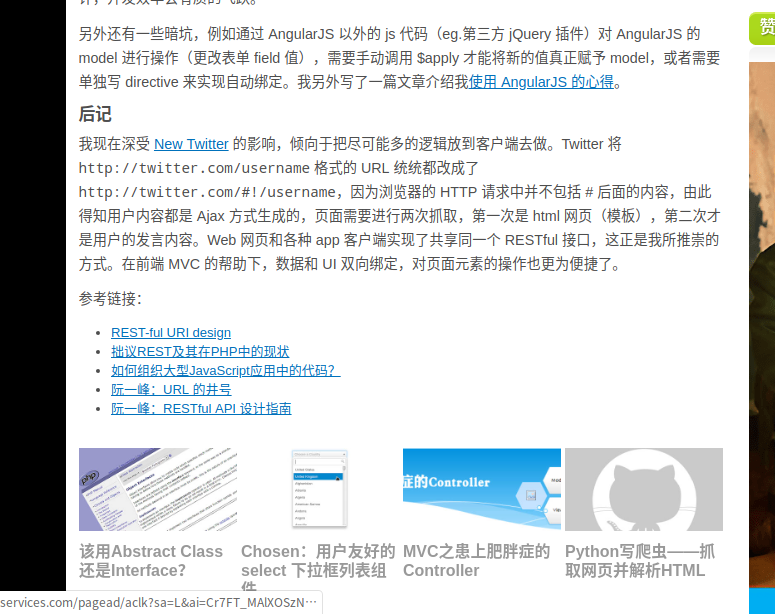 另外还有一些暗坑，例如通过 AngularJS 以外的 js 代码（eg.第三方 jQuery 插件）对 AngularJS 的
model 进行操作（更改表单 field 值），需要手动调用 $apply 才能将新的值真正赋予 model，或者需要
单独写 directive 来实现自动绑定。我另外写了一篇文章介绍我使用 AngularJS 的心得。
后记
我现在深受 New Twitter 的影响，倾向于把尽可能多的逻辑放到客户端去做。Twitter 将
http://twitter.com/username 格式的 URL 统统都改成了
http://twitter.com/#!/username，因为浏览器的 HTTP 请求中并不包括 # 后面的内容，由此
得知用户内容都是 Ajax 方式生成的，页面需要进行两次抓取，第一次是 html 网页（模板），第二次才
是用户的发言内容。Web 网页和各种 app 客户端实现了共享同一个 RESTful 接口，这正是我所推崇的
方式。在前端 MVC 的帮助下，数据和 UI 双向绑定，对页面元素的操作也更为便捷了。
参考链接：
REST-ful URI design
拙议REST及其在PHP中的现状
如何组织大型JavaScript应用中的代码？
阮一峰：URL 的井号
阮一峰：RESTful API 设计指南
php
症的Controller
该用Abstract Class
还是Interface？
Chosen：用户友好的
select 下拉框列表组
件
MVC之患上肥胖症的
Controller
Python写爬虫——抓
取网页并解析HTML
services.com/pagead/aclk?sa=L&ai=Cr7FT_MAlXOSzN···
赞